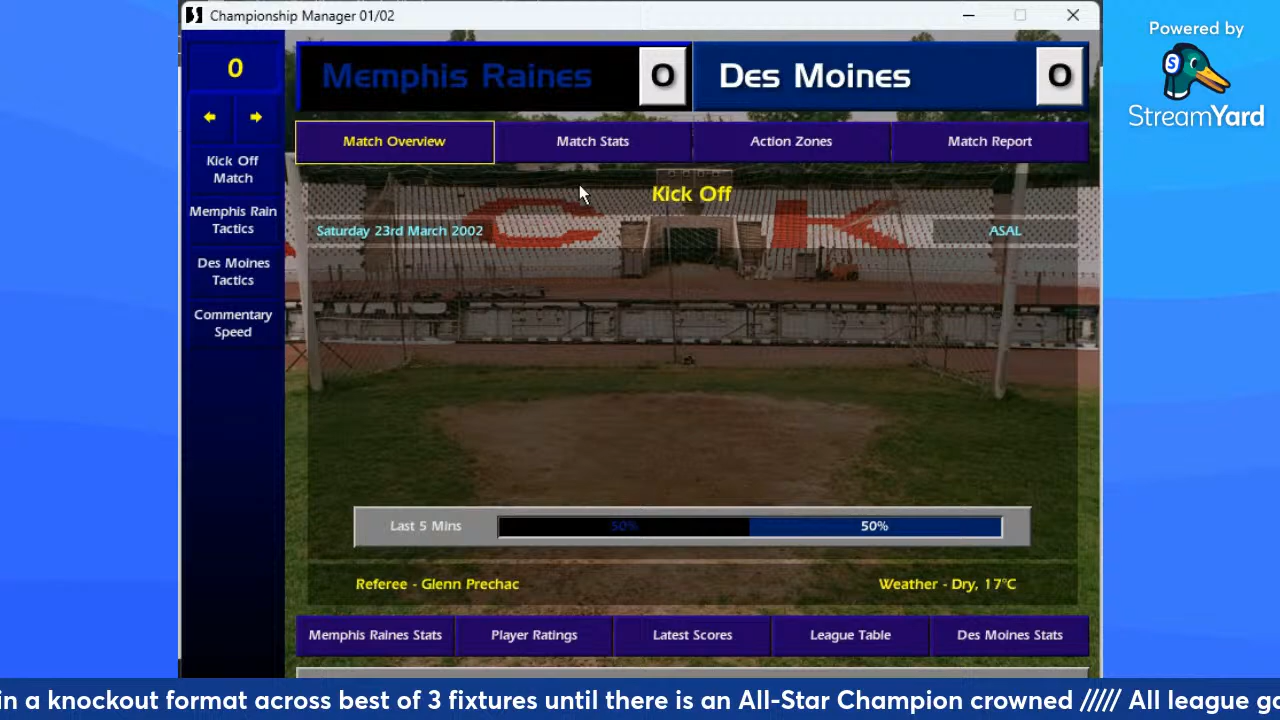 Championship Manager 01/02
Powered by
StreamYard
0
Memphis Raines 0 Des Moines 0
Match Overview Match Stats Action Zones Match Report
Kick Off
Match
Memphis Rain
Tactics
Des Moines
Tactics
Commentary
Speed
Kick Off
Saturday 23rd March 2002 ASAL
C K
Last 5 Mins 50% 50%
Referee - Glenn Prechac Weather - Dry, 17°C
Memphis Raines Stats Player Ratings Latest Scores League Table Des Moines Stats
in a knockout format across best of 3 fixtures until there is an All-Star Champion crowned ///// All league